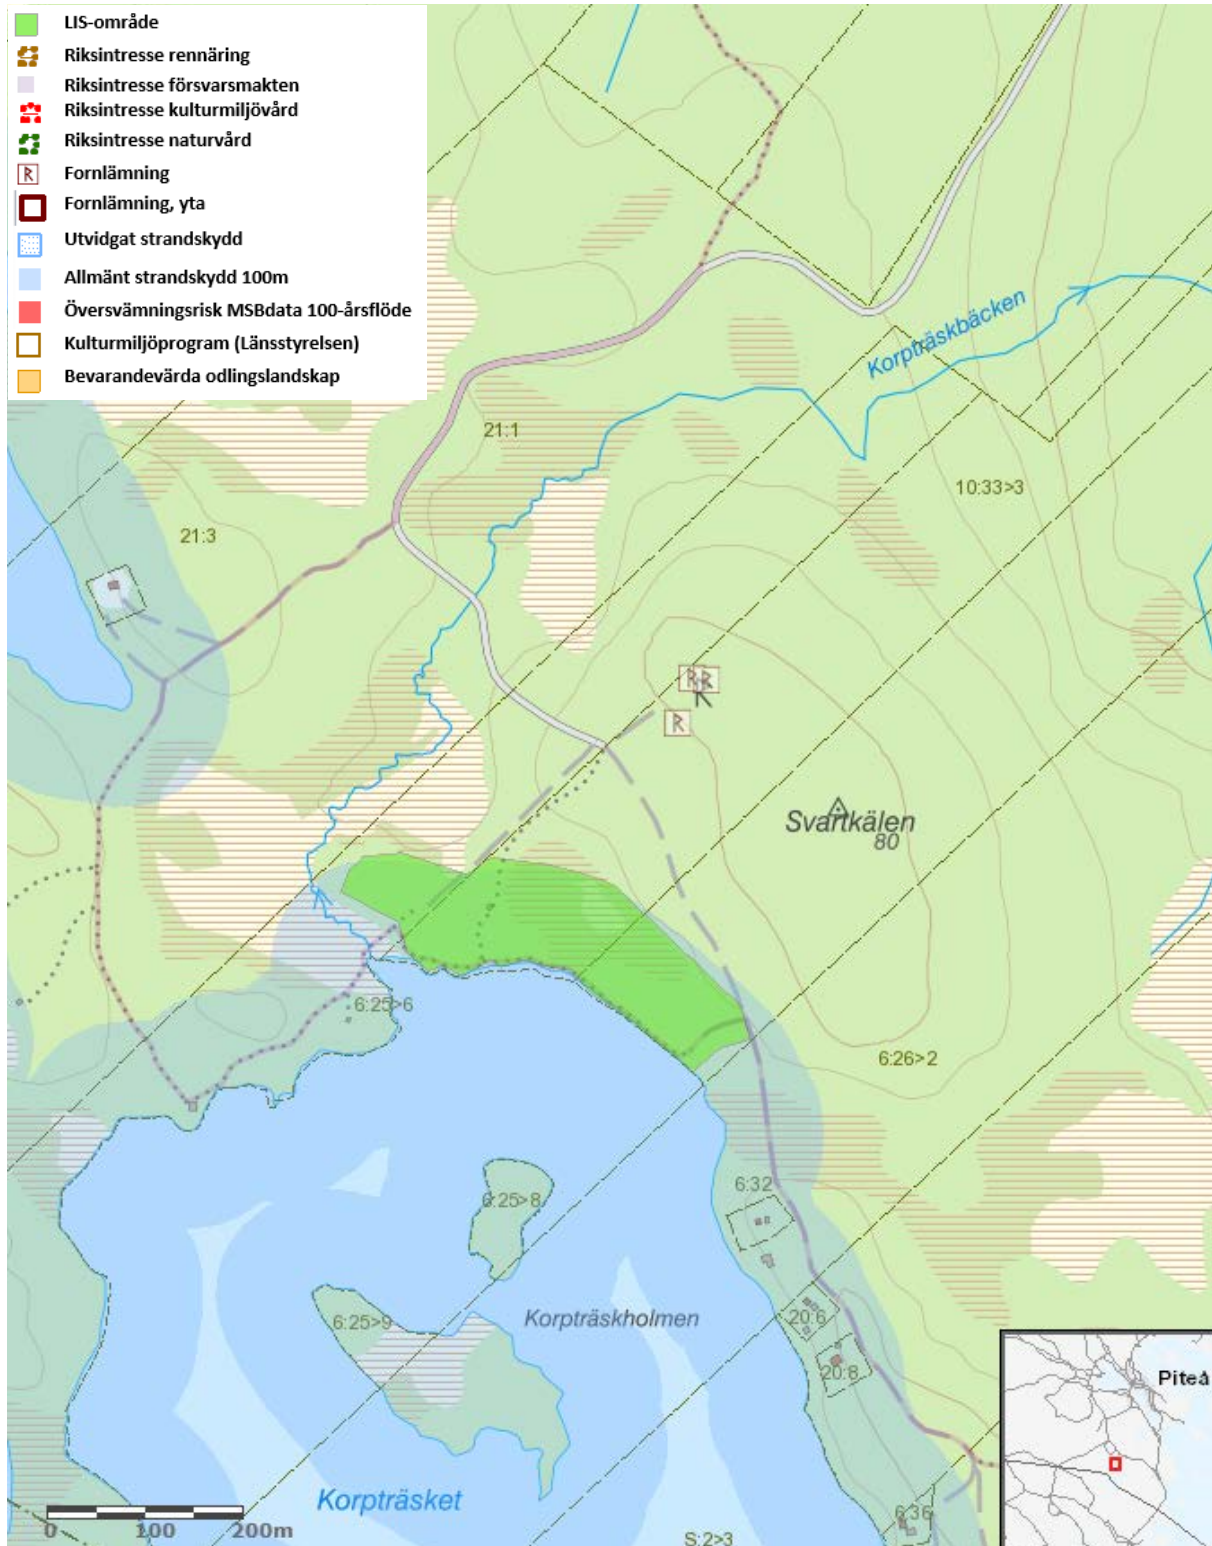 LIS-område
Riksintresse rennäring
Riksintresse försvarsmakten
Riksintresse kulturmiljövård
Riksintresse naturvård
Fornlämning
Fornlämning, yta
Utvidgat strandskydd
Allmänt strandskydd 100m
Översvämningsrisk MSBdata 100-årsflöde
Kulturmiljöprogram (Länsstyrelsen)
Bevarandevärda odlingslandskap
Korpträskbäcken
21:1
10:33>3
21:3
Svartkälen
80
6:25>6
6:26>2
6:32
6:25>8
Korpträskholmen
6:25>9
20:6
20:8
Piteå
Korpträsket
0 100 200m
6:36
S:2>3